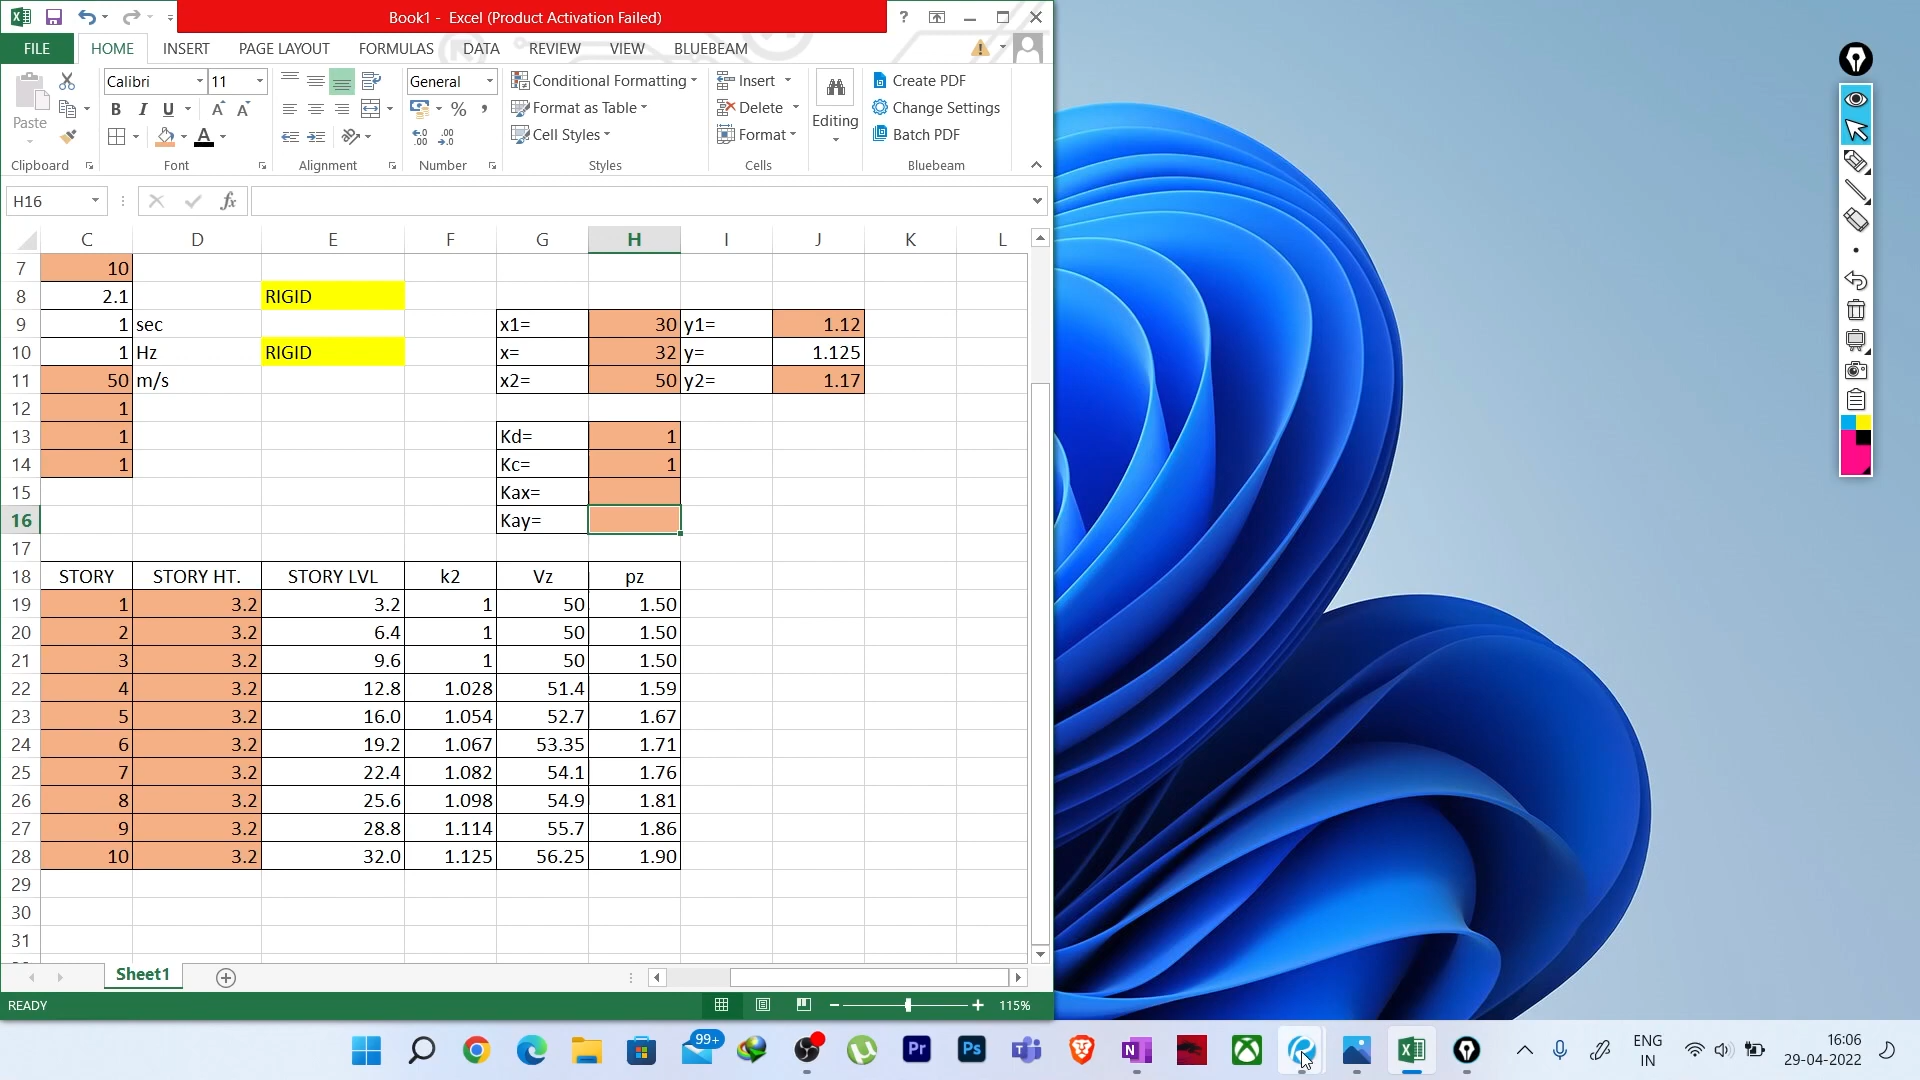 Book1 - Excel (Product Activation Failed)
?
FILE HOME INSERT PAGE LAYOUT FORMULAS DATA REVIEW VIEW BLUEBEAM
Calibri 11 General Conditional Formatting Insert Create PDF
B I U A A % , Format as Table Delete Change Settings
Paste Editing
A .00 Cell Styles Format Batch PDF
Clipboard Font Alignment Number Styles Cells Bluebeam
H16 fx
C D E F G H I J K L
7 10
8 2.1 RIGID
9 1 sec x1= 30 y1= 1.12
10 1 Hz RIGID x= 32 y= 1.125
11 50 m/s x2= 50 y2= 1.17
12 1
13 1 Kd= 1
14 1 Kc= 1
15 Kax=
16 Kay=
17
18 STORY STORY HT. STORY LVL k2 Vz pz
19 1 3.2 3.2 1 50 1.50
20 2 3.2 6.4 1 50 1.50
21 3 3.2 9.6 1 50 1.50
22 4 3.2 12.8 1.028 51.4 1.59
23 5 3.2 16.0 1.054 52.7 1.67
24 6 3.2 19.2 1.067 53.35 1.71
25 7 3.2 22.4 1.082 54.1 1.76
26 8 3.2 25.6 1.098 54.9 1.81
27 9 3.2 28.8 1.114 55.7 1.86
28 10 3.2 32.0 1.125 56.25 1.90
29
30
31
Sheet1
READY 115%
99+
Pr Ps
ENG
IN
16:06
29-04-2022